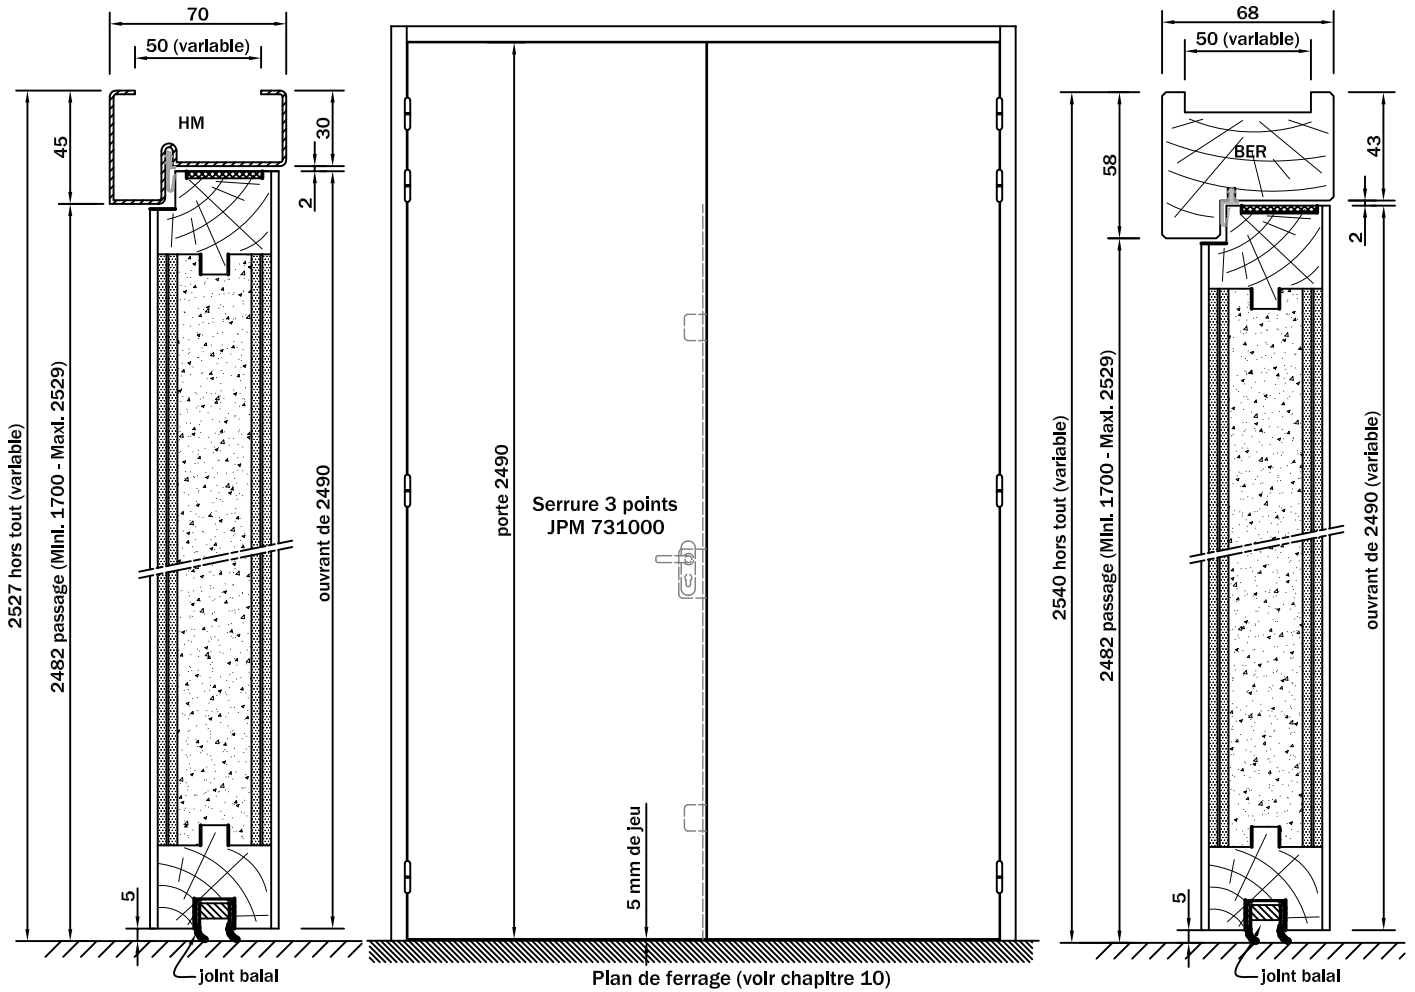 70
50 (variable)
HM
45
30
2
2527 hors tout (variable)
2482 passage (Mini. 1700 - Maxi. 2529)
ouvrant de 2490
5
joint balai
porte 2490
Serrure 3 points
JPM 731000
5 mm de jeu
Plan de ferrage (voir chapitre 10)
68
50 (variable)
BER
58
43
2
2540 hors tout (variable)
2482 passage (Mini. 1700 - Maxi. 2529)
ouvrant de 2490 (variable)
5
joint balai